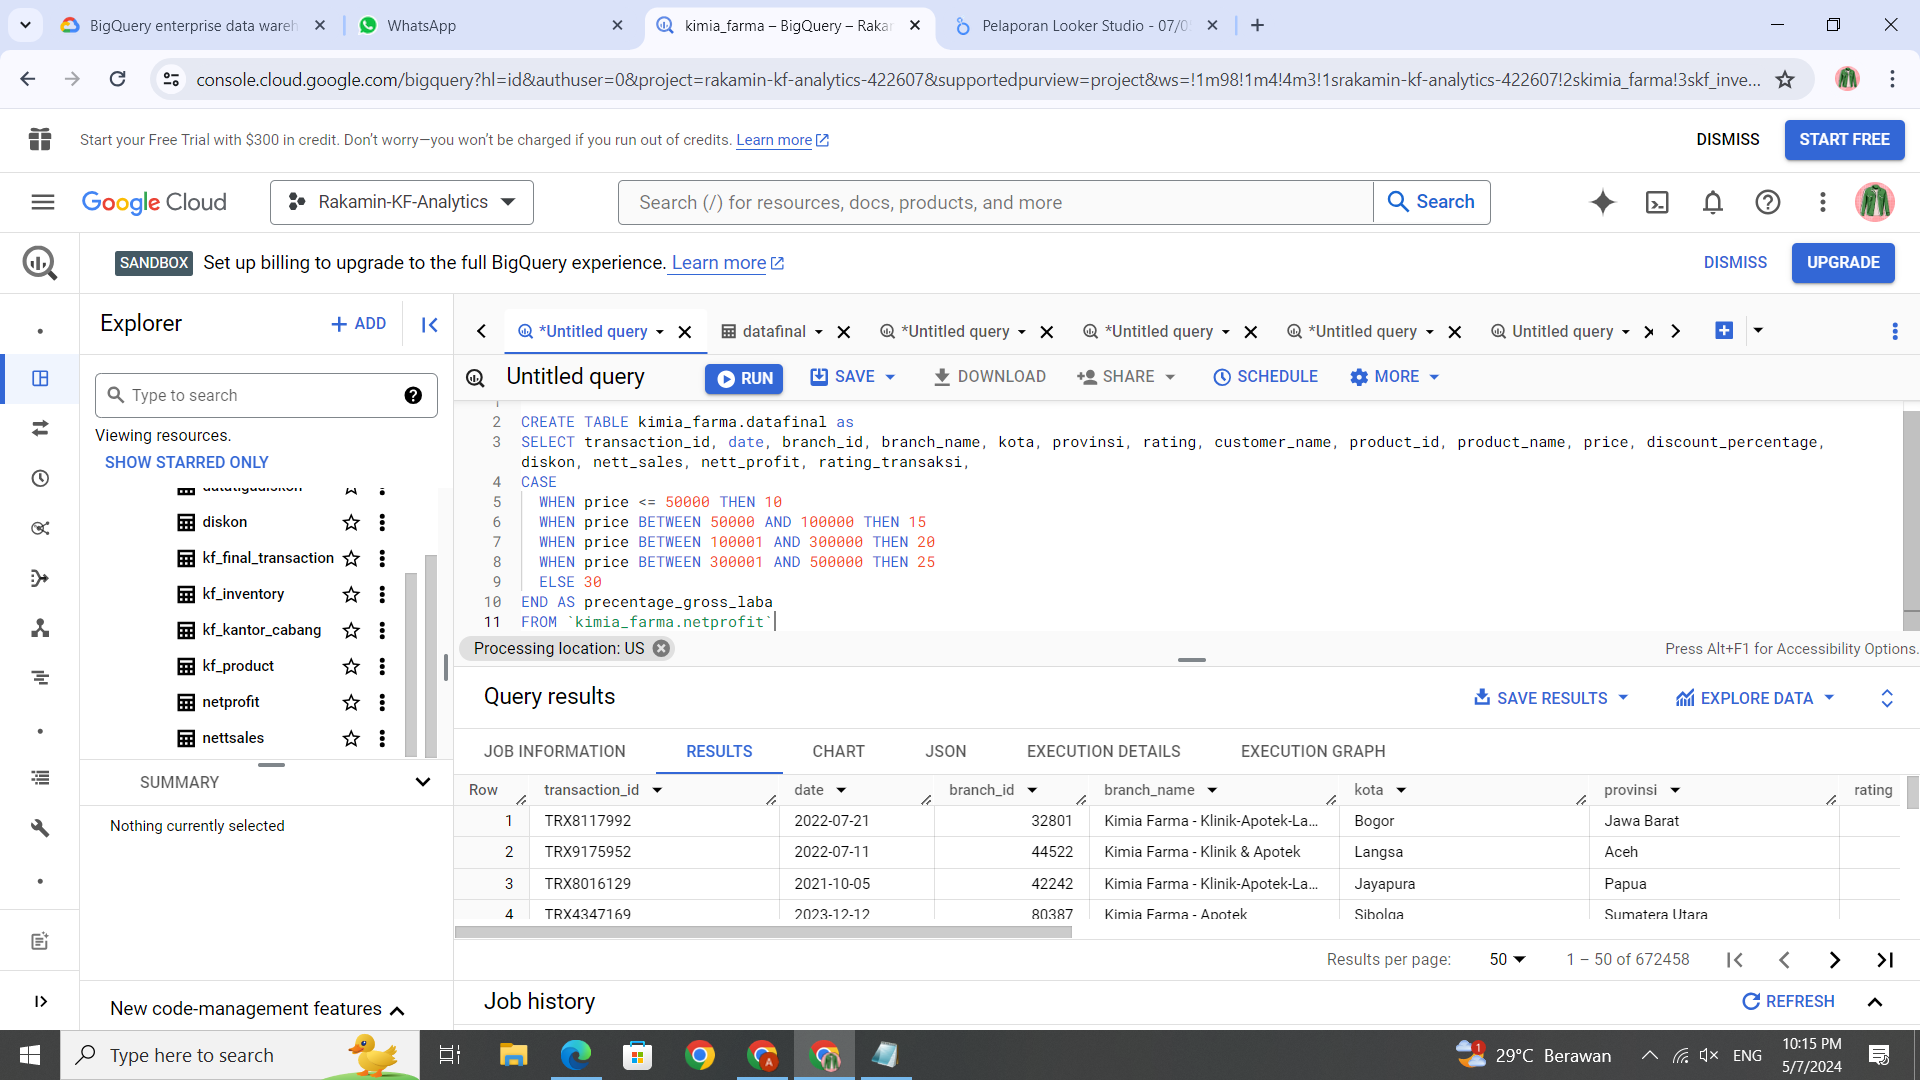 BigQuery enterprise data wareh
WhatsApp
kimia_farma – BigQuery – Raka
Pelaporan Looker Studio - 07/0
console.cloud.google.com/bigquery?hl=id&authuser=0&project=rakamin-kf-analytics-422607&supportedpurview=project&ws=!1m98!1m4!4m3!1srakamin-kf-analytics-422607!2skimia_farma!3skf_inve...
Start your Free Trial with $300 in credit. Don't worry—you won't be charged if you run out of credits. Learn more
DISMISS
START FREE
Google Cloud
Rakamin-KF-Analytics
Search (/) for resources, docs, products, and more
Search
SANDBOX Set up billing to upgrade to the full BigQuery experience. Learn more
DISMISS
UPGRADE
Explorer
+ ADD
*Untitled query
datafinal
*Untitled query
*Untitled query
*Untitled query
Untitled query
Type to search
Viewing resources.
SHOW STARRED ONLY
diskon
kf_final_transaction
kf_inventory
kf_kantor_cabang
kf_product
netprofit
nettsales
SUMMARY
Nothing currently selected
New code-management features
Untitled query
RUN
SAVE
DOWNLOAD
SHARE
SCHEDULE
MORE
1
2 CREATE TABLE kimia_farma.datafinal as
3 SELECT transaction_id, date, branch_id, branch_name, kota, provinsi, rating, customer_name, product_id, product_name, price, discount_percentage,
diskon, nett_sales, nett_profit, rating_transaksi,
4 CASE
5 WHEN price <= 50000 THEN 10
6 WHEN price BETWEEN 50000 AND 100000 THEN 15
7 WHEN price BETWEEN 100001 AND 300000 THEN 20
8 WHEN price BETWEEN 300001 AND 500000 THEN 25
9 ELSE 30
10 END AS precentage_gross_laba
11 FROM `kimia_farma.netprofit`
Processing location: US
Press Alt+F1 for Accessibility Options.
Query results
SAVE RESULTS
EXPLORE DATA
JOB INFORMATION RESULTS CHART JSON EXECUTION DETAILS EXECUTION GRAPH
Row transaction_id date branch_id branch_name kota provinsi rating
1 TRX8117992 2022-07-21 32801 Kimia Farma - Klinik-Apotek-La... Bogor Jawa Barat
2 TRX9175952 2022-07-11 44522 Kimia Farma - Klinik & Apotek Langsa Aceh
3 TRX8016129 2021-10-05 42242 Kimia Farma - Klinik-Apotek-La... Jayapura Papua
4 TRX4347169 2023-12-12 80387 Kimia Farma - Apotek Sibolga Sumatera Utara
Results per page: 50 1 – 50 of 672458
Job history
REFRESH
Type here to search
1
29°C Berawan
ENG
10:15 PM
5/7/2024